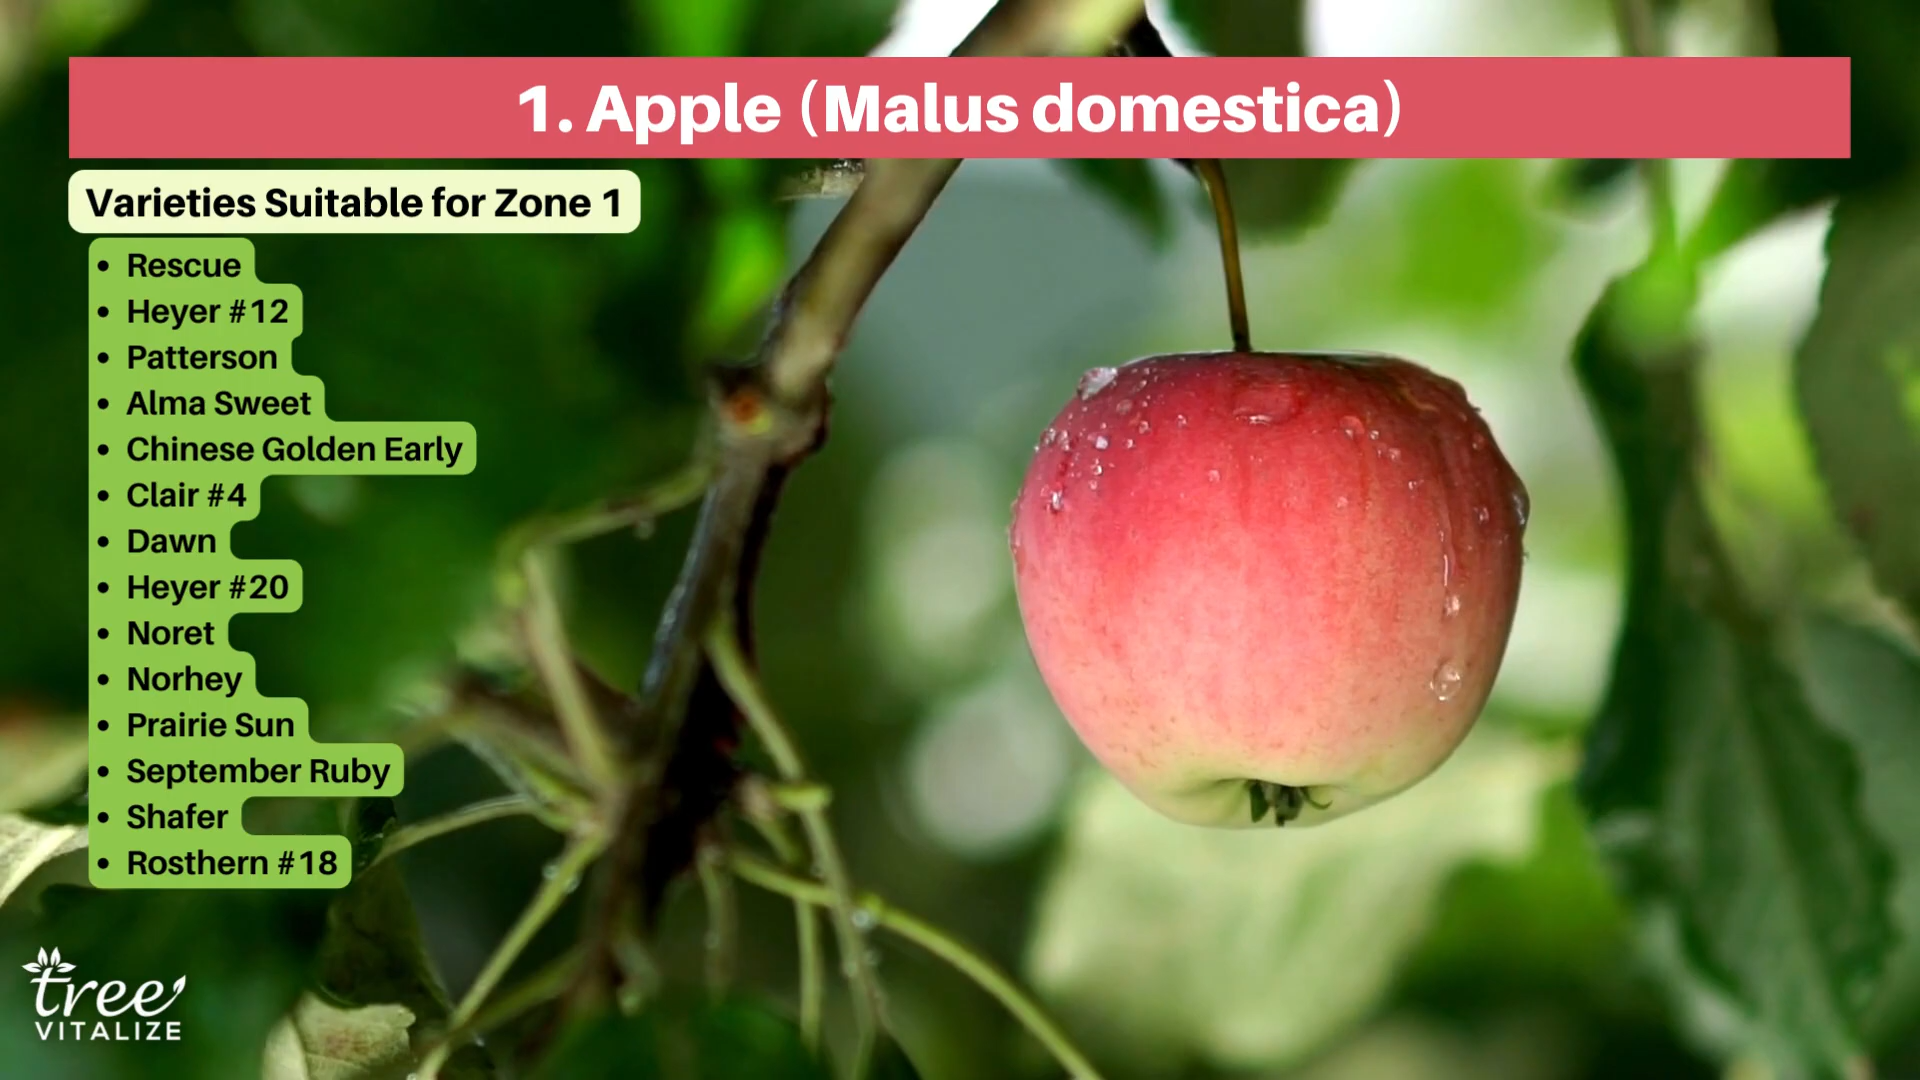 1. Apple (Malus domestica)
Varieties Suitable for Zone 1
• Rescue
• Heyer #12
• Patterson
• Alma Sweet
• Chinese Golden Early
• Clair #4
• Dawn
• Heyer #20
• Noret
• Norhey
• Prairie Sun
• September Ruby
• Shafer
• Rosthern #18
tree
VITALIZE